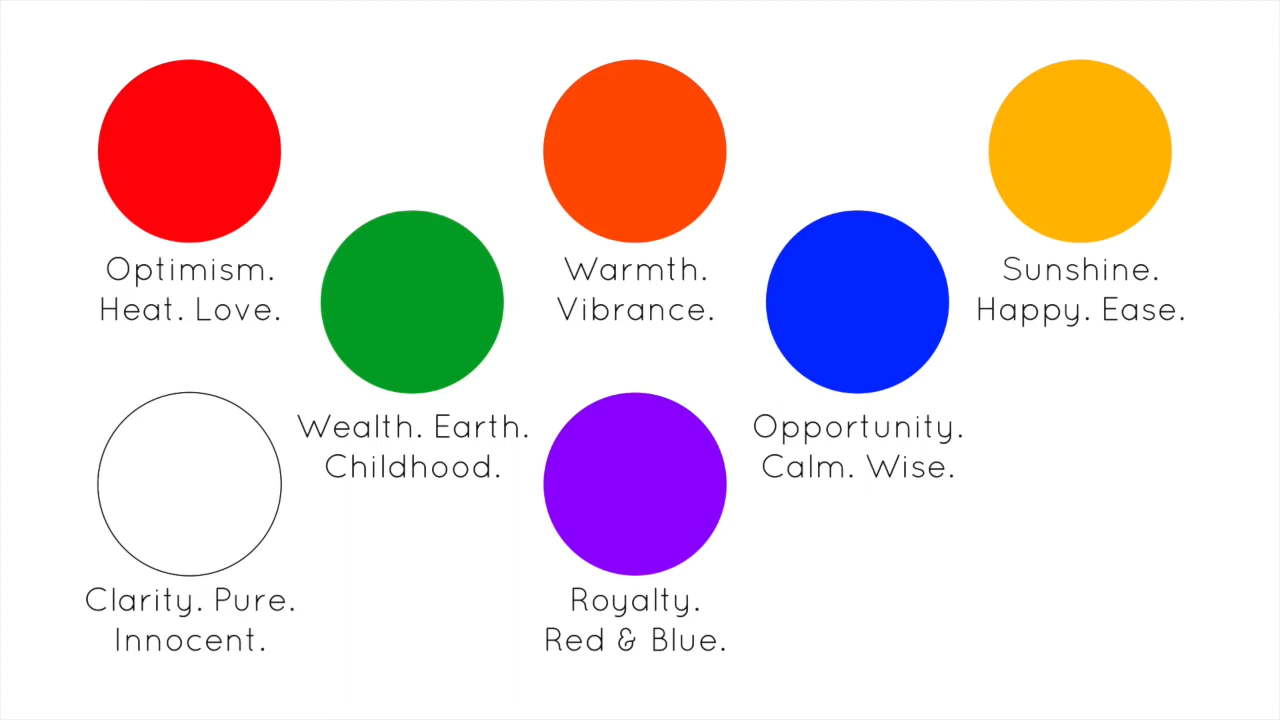 Optimism.
Heat. Love.
Warmth.
Vibrance.
Sunshine.
Happy. Ease.
Wealth. Earth.
Childhood.
Opportunity.
Calm. Wise.
Clarity. Pure.
Innocent.
Royalty.
Red & Blue.